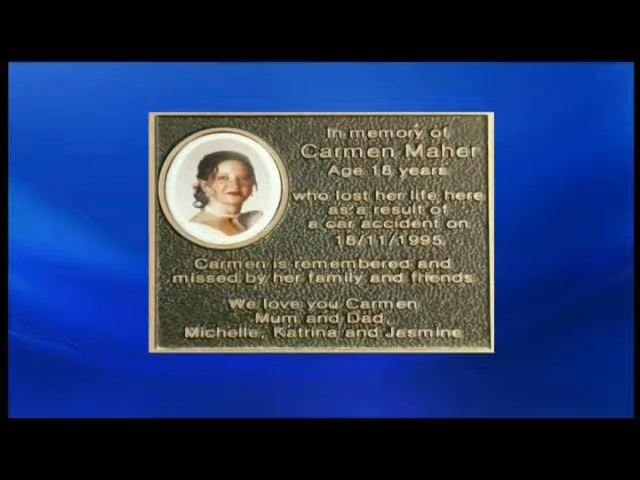 In memory of
Carmen Maher
Age 18 years
who lost her life here
as a result of
a car accident on
18/11/1995.
Carmen is remembered and
missed by her family and friends
We love you Carmen
Mum and Dad,
Michelle, Katrina and Jasmine